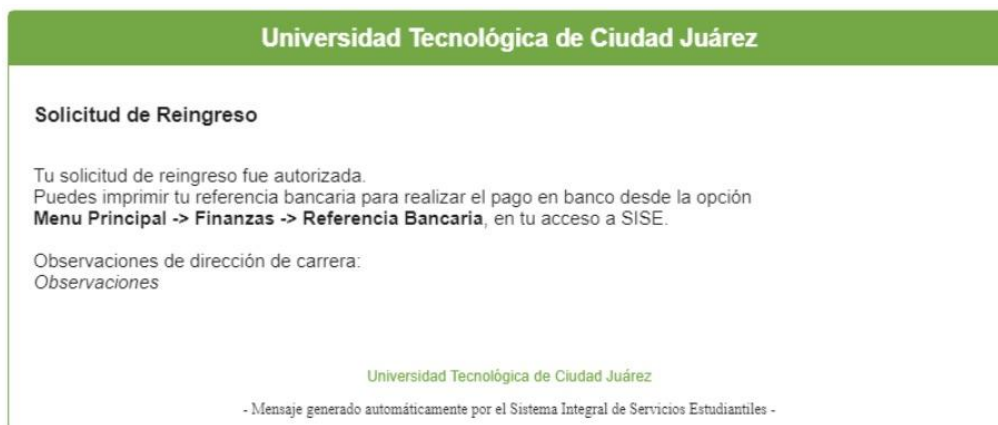 Universidad Tecnológica de Ciudad Juárez
Solicitud de Reingreso
Tu solicitud de reingreso fue autorizada.
Puedes imprimir tu referencia bancaria para realizar el pago en banco desde la opción
Menu Principal -> Finanzas -> Referencia Bancaria, en tu acceso a SISE.
Observaciones de dirección de carrera:
Observaciones
Universidad Tecnológica de Ciudad Juárez
- Mensaje generado automáticamente por el Sistema Integral de Servicios Estudiantiles -